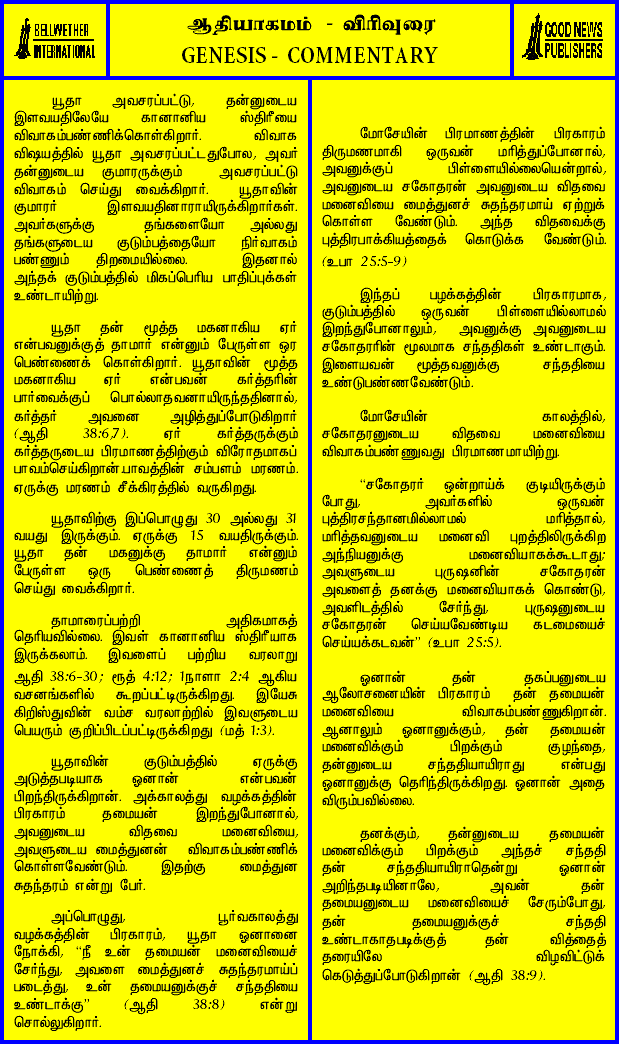 BELLWETHER
INTERNATIONAL
ஆதியாகமம் - விரிவுரை
GENESIS - COMMENTARY
GOOD NEWS
PUBLISHERS
யூதா அவசரப்பட்டு, தன்னுடைய
இளவயதிலேயே கானானிய ஸ்திரீயை
விவாகம்பண்ணிக்கொள்கிறார். விவாக
விஷயத்தில் யூதா அவசரப்பட்டதுபோல, அவர்
தன்னுடைய குமாரருக்கும் அவசரப்பட்டு
விவாகம் செய்து வைக்கிறார். யூதாவின்
குமாரர் இளவயதினாராயிருக்கிறார்கள்.
அவர்களுக்கு தங்களையோ அல்லது
தங்களுடைய குடும்பத்தையோ நிர்வாகம்
பண்ணும் திறமையில்லை. இதனால்
அந்தக் குடும்பத்தில் மிகப்பெரிய பாதிப்புக்கள்
உண்டாயிற்று.
யூதா தன் மூத்த மகனாகிய ஏர்
என்பவனுக்குத் தாமார் என்னும் பேருள்ள ஒர
பெண்ணைக் கொள்கிறார். யூதாவின் மூத்த
மகனாகிய ஏர் என்பவன் கர்த்தரின்
பார்வைக்குப் பொல்லாதவனாயிருந்ததினால்,
கர்த்தர் அவனை அழித்துப்போடுகிறார்
(ஆதி 38:6,7). ஏர் கர்த்தருக்கும்
கர்த்தருடைய பிரமாணத்திற்கும் விரோதமாகப்
பாவம்செய்கிறான்.பாவத்தின் சம்பளம் மரணம்.
ஏருக்கு மரணம் சீக்கிரத்தில் வருகிறது.
யூதாவிற்கு இப்பொழுது 30 அல்லது 31
வயது இருக்கும். ஏருக்கு 15 வயதிருக்கும்.
யூதா தன் மகனுக்கு தாமார் என்னும்
பேருள்ள ஒரு பெண்ணைத் திருமணம்
செய்து வைக்கிறார்.
தாமாரைப்பற்றி அதிகமாகத்
தெரியவில்லை. இவள் கானானிய ஸ்திரீயாக
இருக்கலாம். இவளைப் பற்றிய வரலாறு
ஆதி 38:6-30; ரூத் 4:12; 1நாளா 2:4 ஆகிய
வசனங்களில் கூறப்பட்டிருக்கிறது. இயேசு
கிறிஸ்துவின் வம்ச வரலாற்றில் இவளுடைய
பெயரும் குறிப்பிடப்பட்டிருக்கிறது (மத் 1:3).
யூதாவின் குடும்பத்தில் ஏருக்கு
அடுத்தபடியாக ஓனான் என்பவன்
பிறந்திருக்கிறான். அக்காலத்து வழக்கத்தின்
பிரகாரம் தமையன் இறந்துபோனால்,
அவனுடைய விதவை மனைவியை,
அவளுடைய மைத்துனன் விவாகம்பண்ணிக்
கொள்ளவேண்டும். இதற்கு மைத்துன
சுதந்தரம் என்று பேர்.
அப்பொழுது, பூர்வகாலத்து
வழக்கத்தின் பிரகாரம், யூதா ஓனானை
நோக்கி, “நீ உன் தமையன் மனைவியைச்
சேர்ந்து, அவளை மைத்துனச் சுதந்தரமாய்ப்
படைத்து, உன் தமையனுக்குச் சந்ததியை
உண்டாக்கு” (ஆதி 38:8) என்று
சொல்லுகிறார்.
மோசேயின் பிரமாணத்தின் பிரகாரம்
திருமணமாகி ஒருவன் மரித்துப்போனால்,
அவனுக்குப் பிள்ளையில்லையென்றால்,
அவனுடைய சகோதரன் அவனுடைய விதவை
மனைவியை மைத்துனச் சுதந்தரமாய் ஏற்றுக்
கொள்ள வேண்டும். அந்த விதவைக்கு
புத்திரபாக்கியத்தைக் கொடுக்க வேண்டும்.
(உபா 25:5-9)
இந்தப் பழக்கத்தின் பிரகாரமாக,
குடும்பத்தில் ஒருவன் பிள்ளையில்லாமல்
இறந்துபோனாலும், அவனுக்கு அவனுடைய
சகோதரரின் மூலமாக சந்ததிகள் உண்டாகும்.
இளையவன் மூத்தவனுக்கு சந்ததியை
உண்டுபண்ணவேண்டும்.
மோசேயின் காலத்தில்,
சகோதரனுடைய விதவை மனைவியை
விவாகம்பண்ணுவது பிரமாணமாயிற்று.
“சகோதரர் ஒன்றாய்க் குடியிருக்கும்
போது, அவர்களில் ஒருவன்
புத்திரசந்தானமில்லாமல் மரித்தால்,
மரித்தவனுடைய மனைவி புறத்திலிருக்கிற
அந்நியனுக்கு மனைவியாகக்கூடாது;
அவளுடைய புருஷனின் சகோதரன்
அவளைத் தனக்கு மனைவியாகக் கொண்டு,
அவளிடத்தில் சேர்ந்து, புருஷனுடைய
சகோதரன் செய்யவேண்டிய கடமையைச்
செய்யக்கடவன்” (உபா 25:5).
ஒனான் தன் தகப்பனுடைய
ஆலோசனையின் பிரகாரம் தன் தமையன்
மனைவியை விவாகம்பண்ணுகிறான்.
ஆனாலும் ஓனானுக்கும், தன் தமையன்
மனைவிக்கும் பிறக்கும் குழந்தை,
தன்னுடைய சந்ததியாயிராது என்பது
ஓனானுக்கு தெரிந்திருக்கிறது. ஓனான் அதை
விரும்பவில்லை.
தனக்கும், தன்னுடைய தமையன்
மனைவிக்கும் பிறக்கும் அந்தச் சந்ததி
தன் சந்ததியாயிராதென்று ஓனான்
அறிந்தபடியினாலே, அவன் தன்
தமையனுடைய மனைவியைச் சேரும்போது,
தன் தமையனுக்குச் சந்ததி
உண்டாகாதபடிக்குத் தன் வித்தைத்
தரையிலே விழவிட்டுக்
கெடுத்துப்போடுகிறான் (ஆதி 38:9).